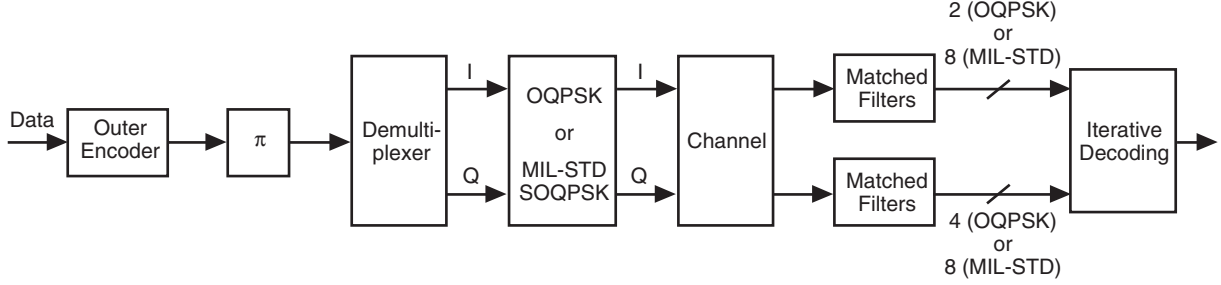 Data
Outer
Encoder
π
Demulti-
plexer
I
Q
OQPSK
or
MIL-STD
SOQPSK
I
Q
Channel
Matched
Filters
Matched
Filters
2 (OQPSK)
or
8 (MIL-STD)
4 (OQPSK)
or
8 (MIL-STD)
Iterative
Decoding